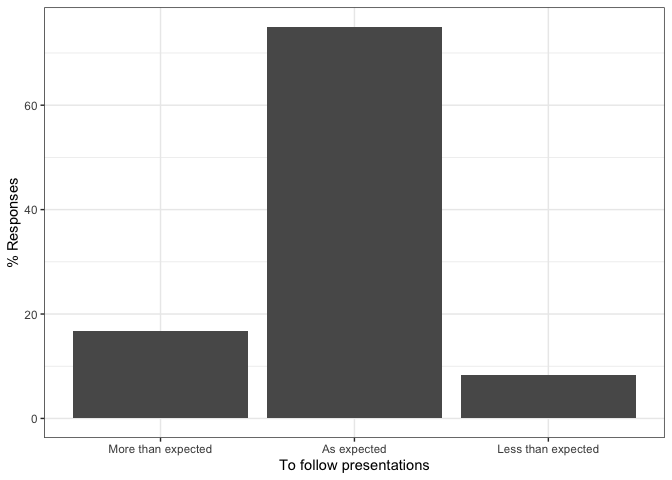 % Responses
60
40
20
0
More than expected As expected Less than expected
To follow presentations